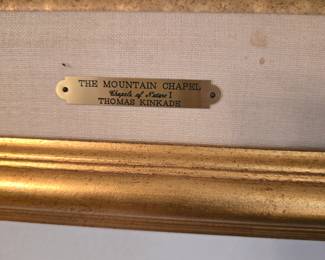 THE MOUNTAIN CHAPEL
Chapels of Nature I
THOMAS KINKADE